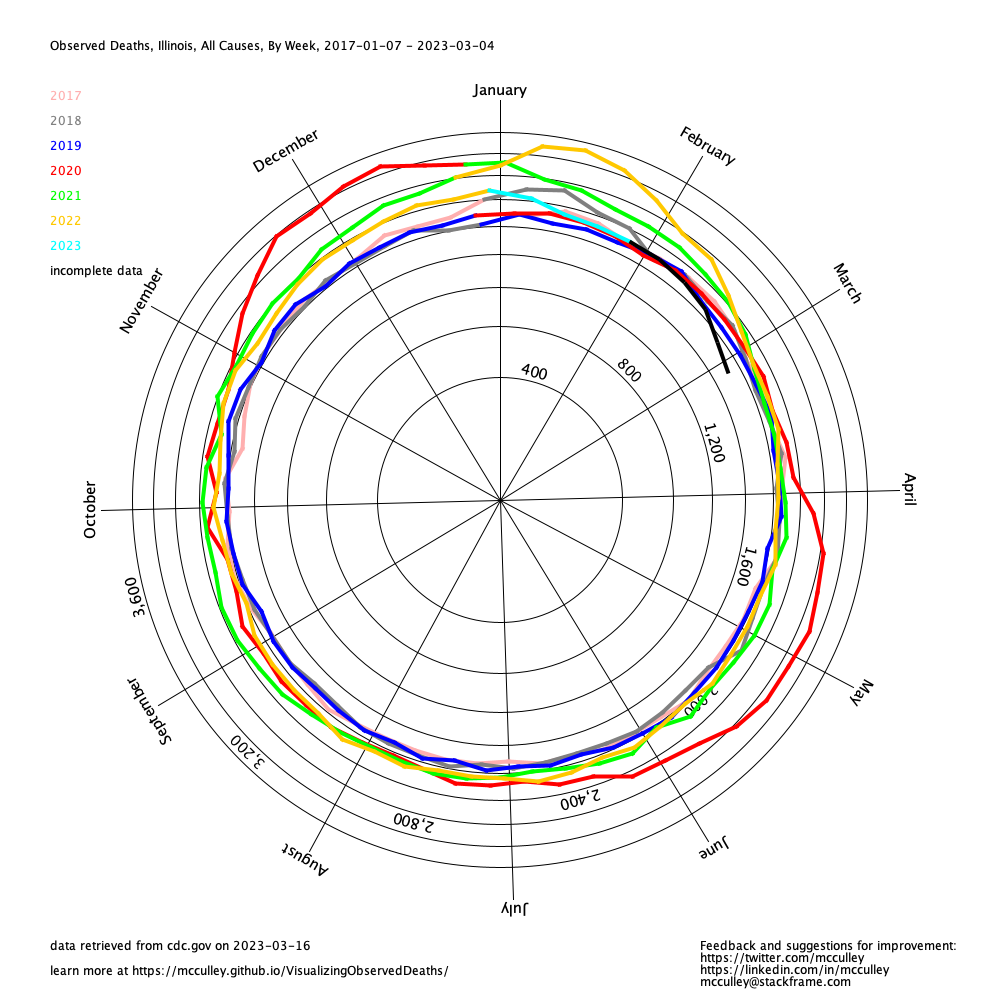 Observed Deaths, Illinois, All Causes, By Week, 2017-01-07 - 2023-03-04
January
2017
2018
2019
2020
2021
2022
2023
incomplete data
December
February
November
March
400
800
1,200
October
April
1,600
3,600
2,000
May
September
3,200
2,400
2,800
June
August
July
data retrieved from cdc.gov on 2023-03-16
learn more at https://mcculley.github.io/VisualizingObservedDeaths/
Feedback and suggestions for improvement:
https://twitter.com/mcculley
https://linkedin.com/in/mcculley
mcculley@stackframe.com